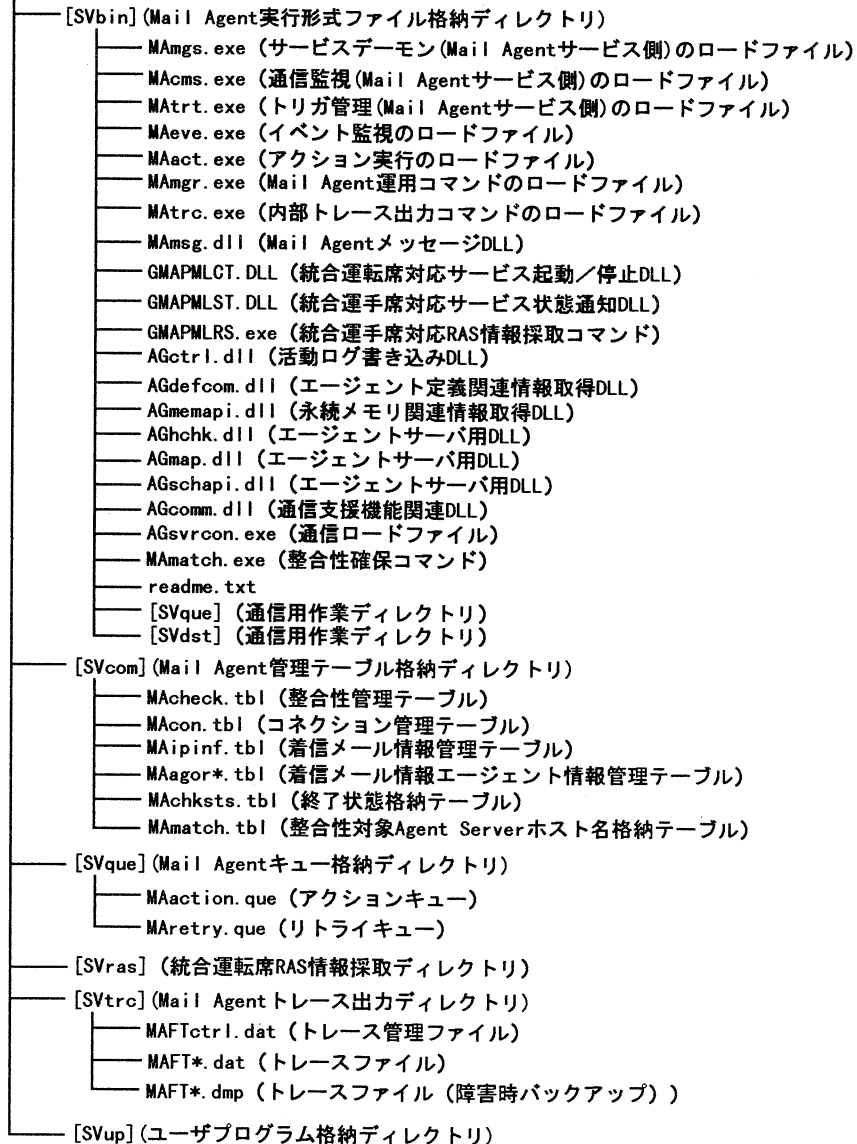 [SVbin](Mail Agent実行形式ファイル格納ディレクトリ)
MAmgs.exe (サービスデーモン(Mail Agentサービス側)のロードファイル)
MAcms.exe (通信監視(Mail Agentサービス側)のロードファイル)
MAtrt.exe (トリガ管理(Mail Agentサービス側)のロードファイル)
MAeve.exe (イベント監視のロードファイル)
MAact.exe (アクション実行のロードファイル)
MAmgr.exe (Mail Agent運用コマンドのロードファイル)
MAtrc.exe (内部トレース出力コマンドのロードファイル)
MAmsg.dll (Mail AgentメッセージDLL)
GMAPMLCT.DLL (統合運転席対応サービス起動/停止DLL)
GMAPMLST.DLL (統合運手席対応サービス状態通知DLL)
GMAPMLRS.exe (統合運手席対応RAS情報採取コマンド)
AGctrl.dll (活動ログ書き込みDLL)
AGdefcom.dll (エージェント定義関連情報取得DLL)
AGmemapi.dll (永続メモリ関連情報取得DLL)
AGhchk.dll (エージェントサーバ用DLL)
AGmap.dll (エージェントサーバ用DLL)
AGschapi.dll (エージェントサーバ用DLL)
AGcomm.dll (通信支援機能関連DLL)
AGsvrcon.exe (通信ロードファイル)
MAmatch.exe (整合性確保コマンド)
readme.txt
[SVque] (通信用作業ディレクトリ)
[SVdst] (通信用作業ディレクトリ)
[SVcom](Mail Agent管理テーブル格納ディレクトリ)
MAcheck.tbl (整合性管理テーブル)
MAcon.tbl (コネクション管理テーブル)
MAipinf.tbl (着信メール情報管理テーブル)
MAagor*.tbl (着信メール情報エージェント情報管理テーブル)
MAchksts.tbl (終了状態格納テーブル)
MAmatch.tbl (整合性対象Agent Serverホスト名格納テーブル)
[SVque](Mail Agentキュー格納ディレクトリ)
MAaction.que (アクションキュー)
MAretry.que (リトライキュー)
[SVras] (統合運転席RAS情報採取ディレクトリ)
[SVtrc](Mail Agentトレース出力ディレクトリ)
MAFTctrl.dat (トレース管理ファイル)
MAFT*.dat (トレースファイル)
MAFT*.dmp (トレースファイル (障害時バックアップ) )
[SVup](ユーザプログラム格納ディレクトリ)